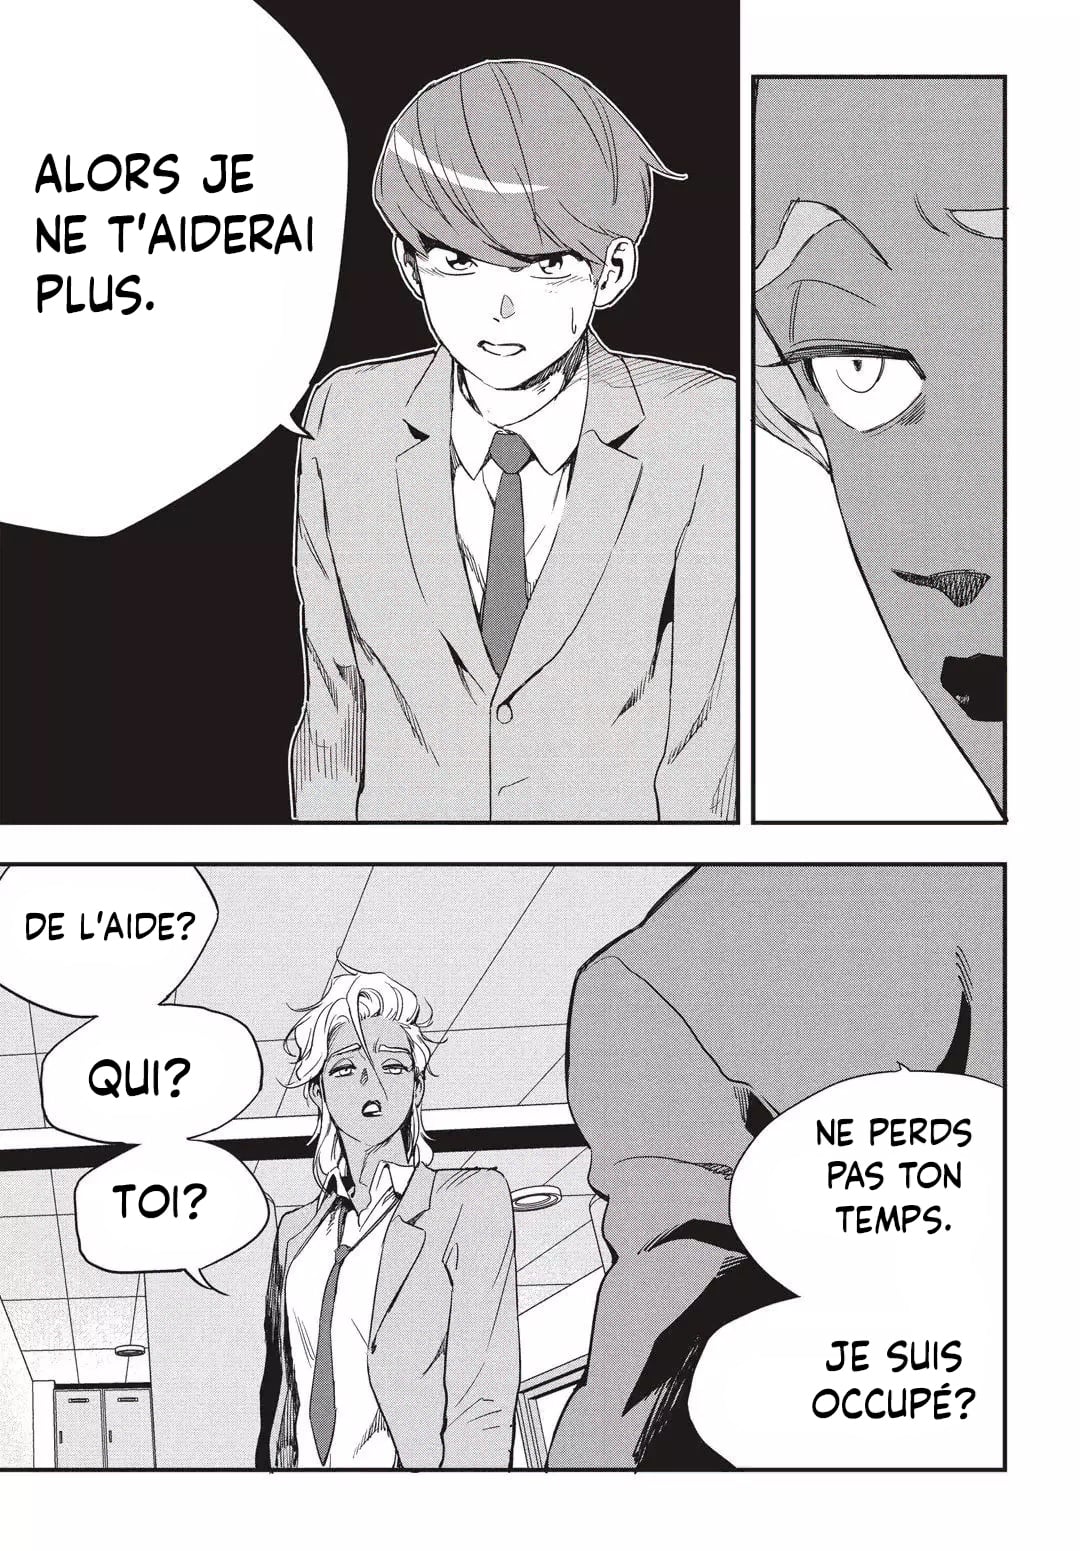 ALORS JE
NE T'AIDERAI
PLUS.
NE PERDS
PAS TON
TEMPS.
JE SUIS
OCCUPÉ?
DE L'AIDE?
QUI?
TOI?